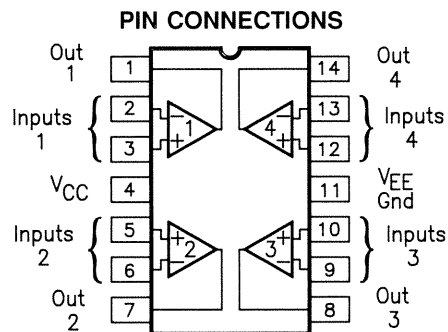 PIN CONNECTIONS
Out
1
1
14
Out
4
Inputs
1
2
3
− 
+
1
4
−
+
13
12
Inputs
4
VCC
4
11
VEE
Gnd
Inputs
2
5
6
+
−
2
3
+
−
10
9
Inputs
3
Out
2
7
8
Out
3